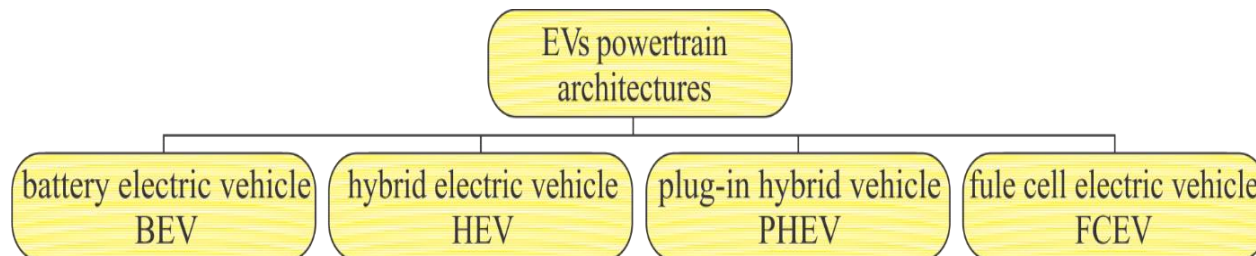 EVs powertrain
architectures
battery electric vehicle
BEV
hybrid electric vehicle
HEV
plug-in hybrid vehicle
PHEV
fule cell electric vehicle
FCEV